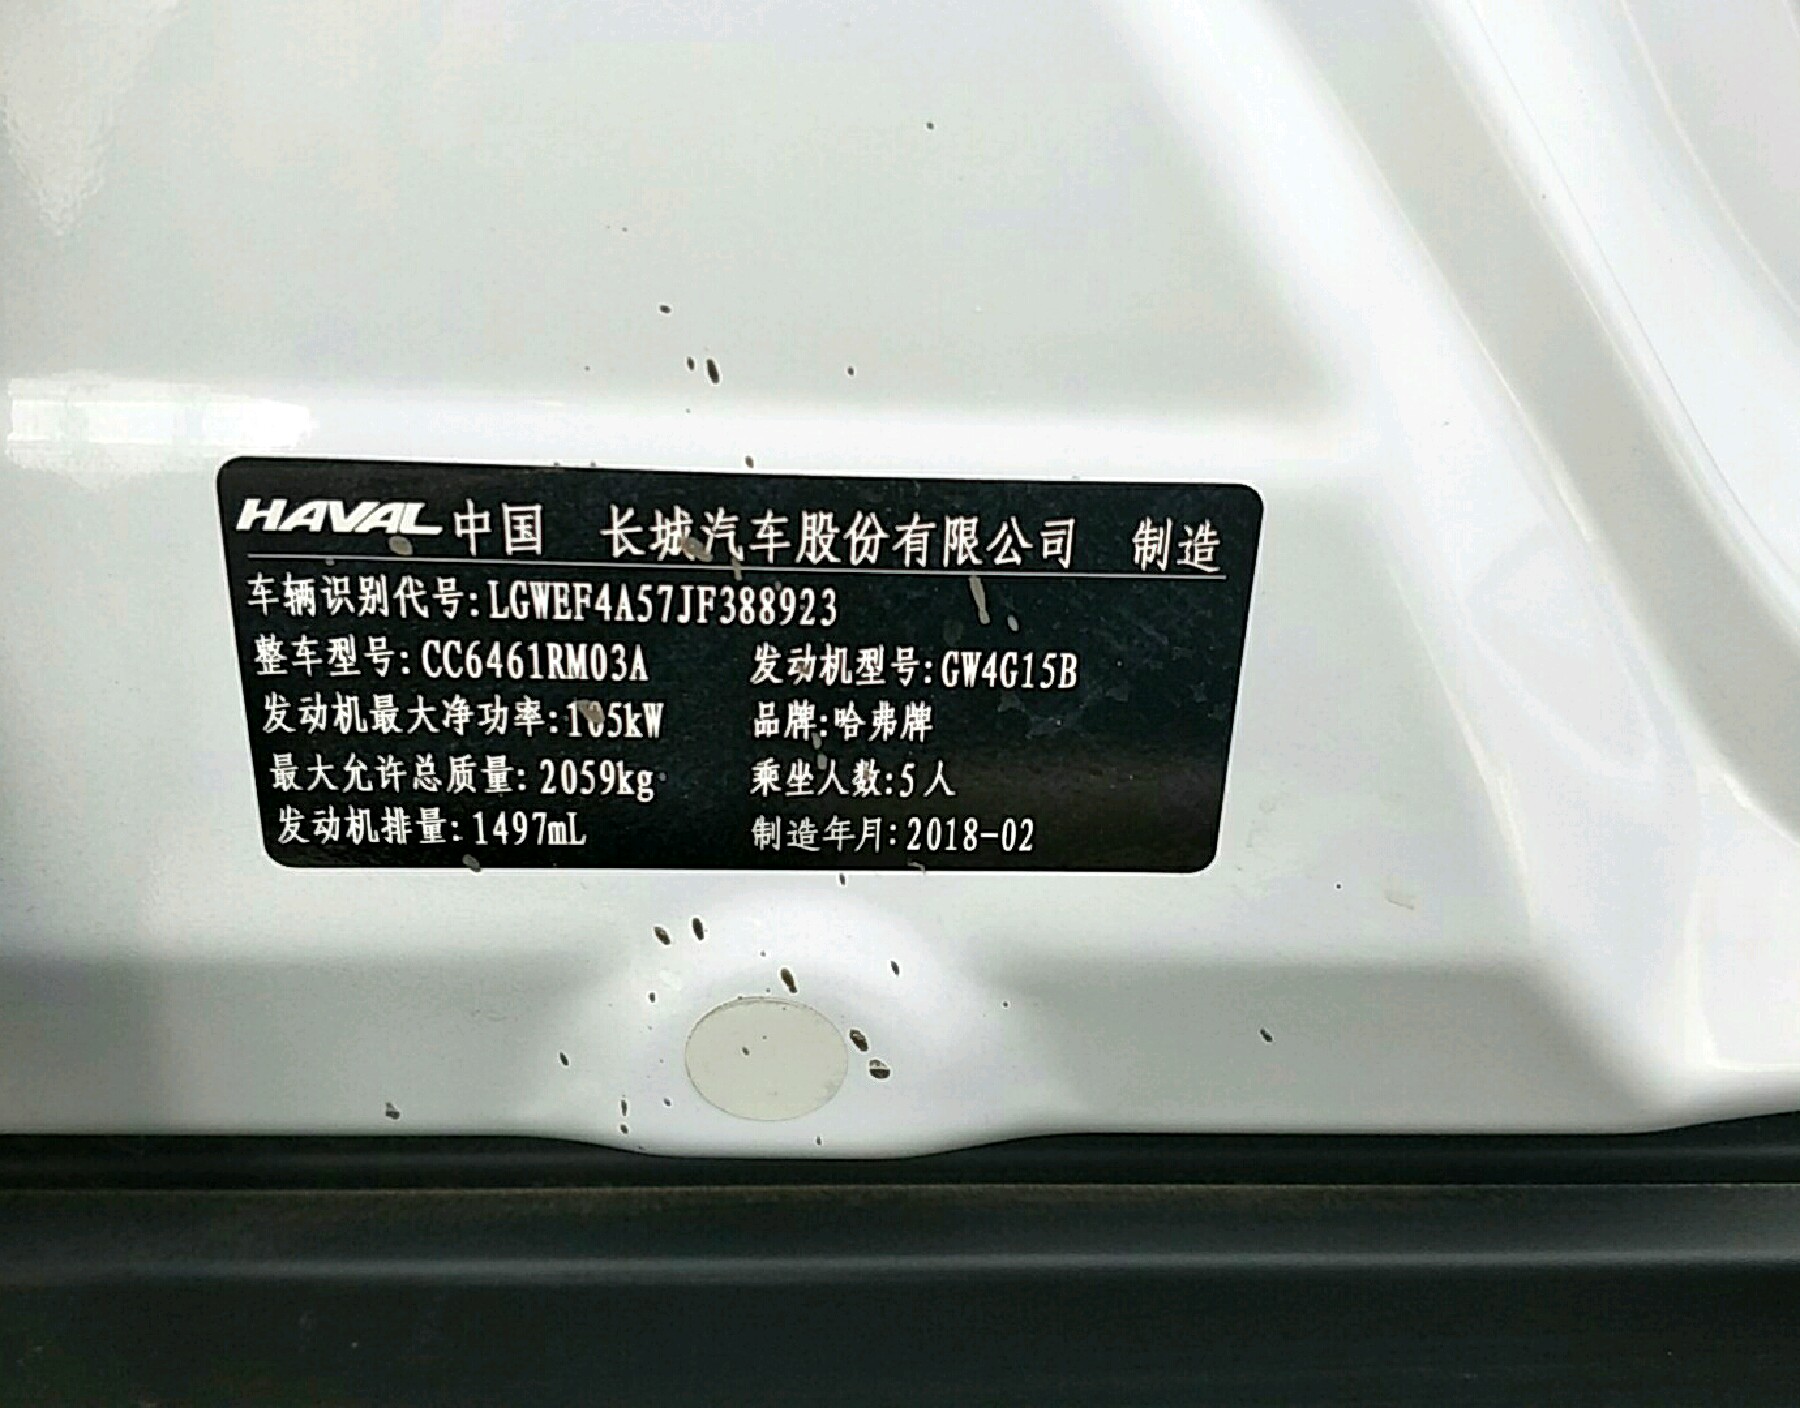 HAVAL 中国 长城汽车股份有限公司 制造
车辆识别代号:LGWEF4A57JF388923
整车型号:CC6461RM03A 发动机型号:GW4G15B
发动机最大净功率: 品牌:哈弗牌
最大允许总质量:2059kg 乘坐人数:5人
发动机排量:1497mL 制造年月:2018-02